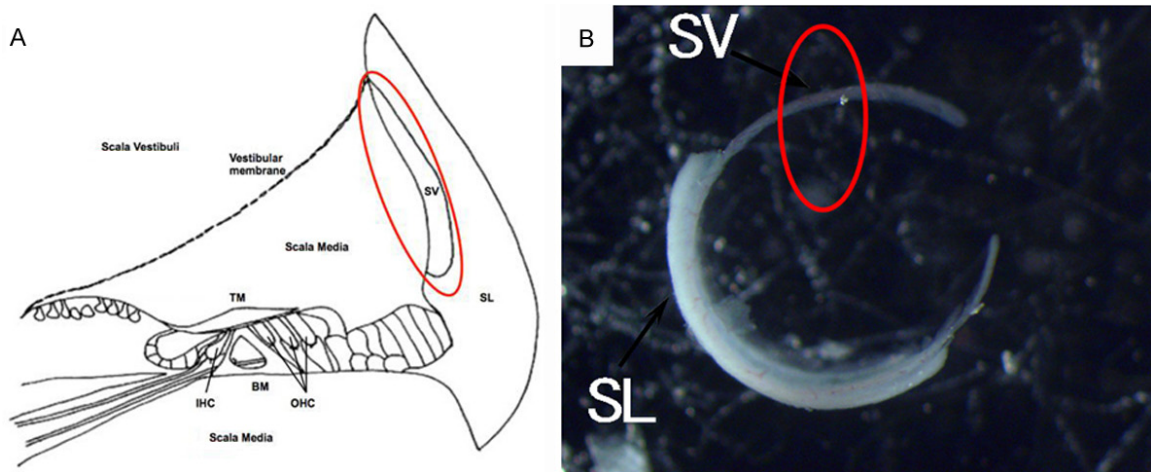 A
Scala Vestibuli
Vestibular
membrane
SV
Scala Media
SL
TM
IHC
BM
OHC
Scala Media
B
SV
SL